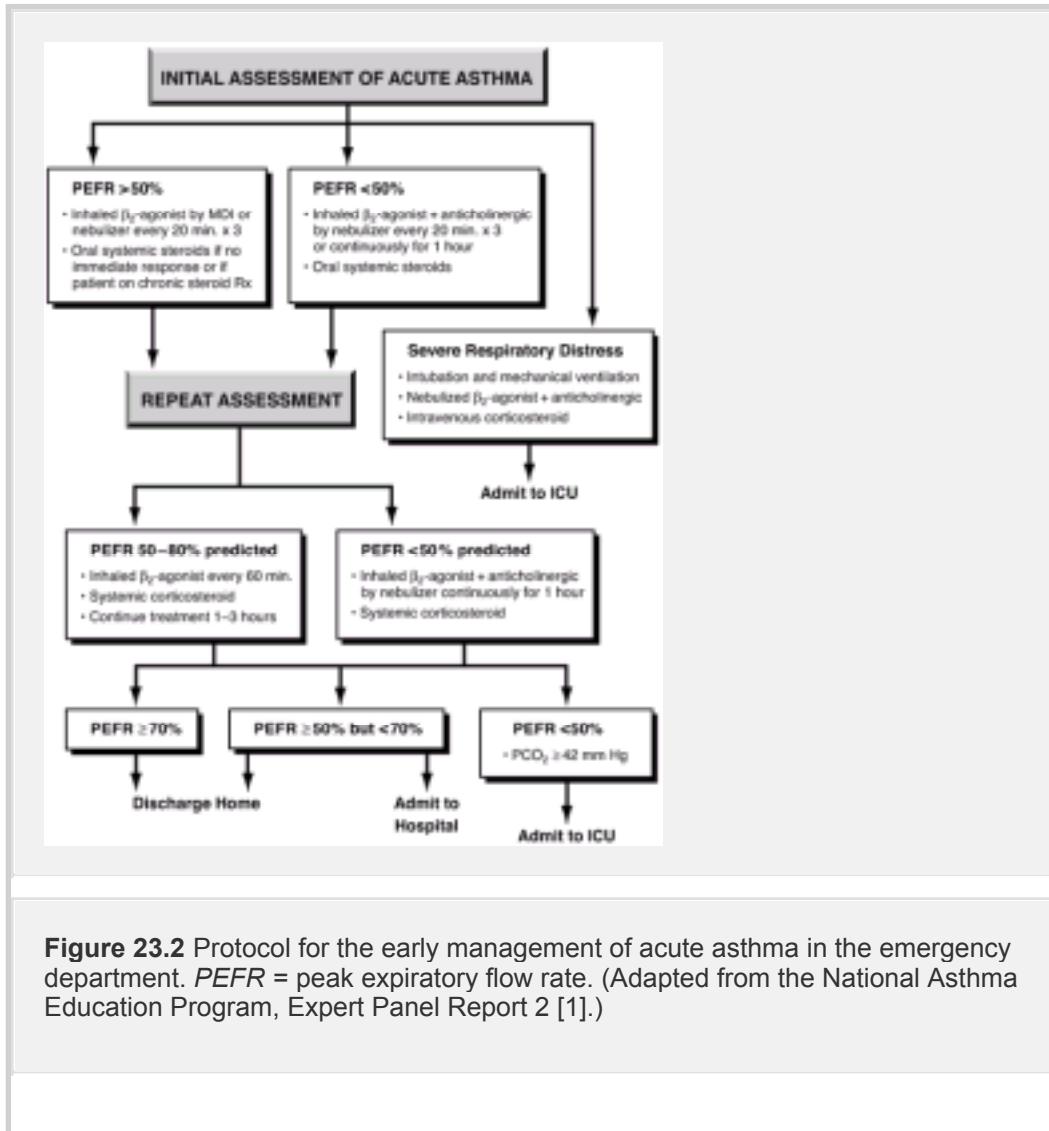 INITIAL ASSESSMENT OF ACUTE ASTHMA
PEFR >50%
• Inhaled β₂-agonist by MDI or
nebulizer every 20 min. x 3
• Oral systemic steroids if no
immediate response or if
patient on chronic steroid Rx
PEFR <50%
• Inhaled β₂-agonist + anticholinergic
by nebulizer every 20 min. x 3
or continuously for 1 hour
• Oral systemic steroids
Severe Respiratory Distress
• Intubation and mechanical ventilation
• Nebulized β₂-agonist + anticholinergic
• Intravenous corticosteroid
Admit to ICU
REPEAT ASSESSMENT
PEFR 50–80% predicted
• Inhaled β₂-agonist every 60 min.
• Systemic corticosteroid
• Continue treatment 1–3 hours
PEFR <50% predicted
• Inhaled β₂-agonist + anticholinergic
by nebulizer continuously for 1 hour
• Systemic corticosteroid
PEFR ≥70%
PEFR ≥50% but <70%
PEFR <50%
• PCO₂ ≥42 mm Hg
Discharge Home
Admit to
Hospital
Admit to ICU
Figure 23.2 Protocol for the early management of acute asthma in the emergency
department. PEFR = peak expiratory flow rate. (Adapted from the National Asthma
Education Program, Expert Panel Report 2 [1].)